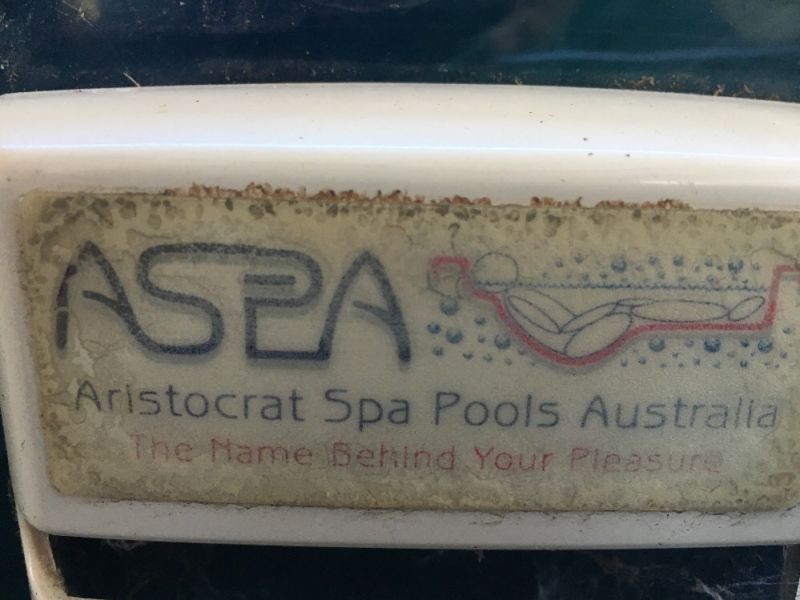 ASPA
Aristocrat Spa Pools Australia
The Name Behind Your Pleasure